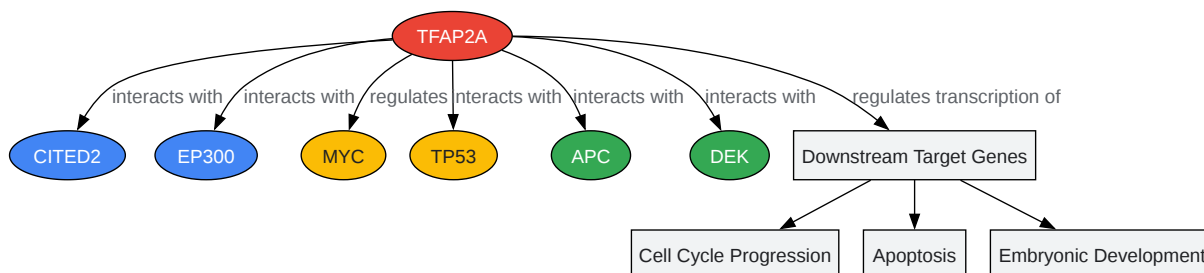 TFAP2A
interacts with
interacts with
regulates
nteracts with
interacts with
interacts with
regulates transcription of
CITED2
EP300
MYC
TP53
APC
DEK
Downstream Target Genes
Cell Cycle Progression
Apoptosis
Embryonic Development